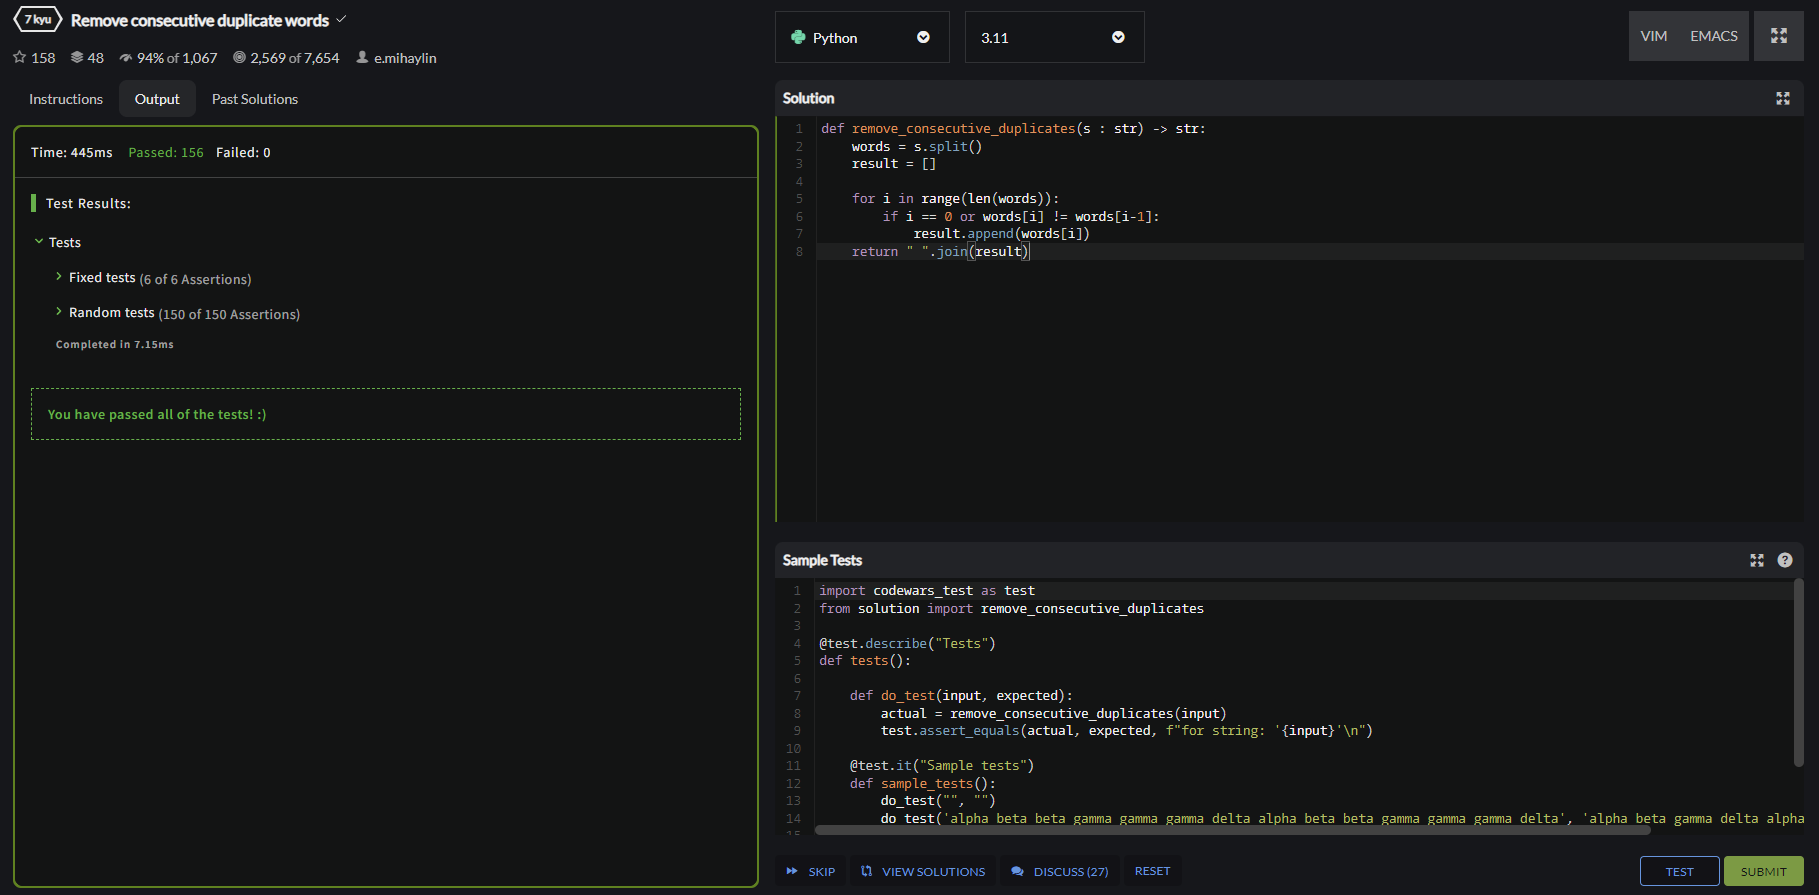 7 kyu Remove consecutive duplicate words
158 48 94% of 1,067 2,569 of 7,654 e.mihaylin
Instructions Output Past Solutions
Time: 445ms Passed: 156 Failed: 0
Test Results:
Tests
Fixed tests (6 of 6 Assertions)
Random tests (150 of 150 Assertions)
Completed in 7.15ms
You have passed all of the tests! :)
Python 3.11 VIM EMACS
Solution
1 def remove_consecutive_duplicates(s : str) -> str:
2     words = s.split()
3     result = []
4
5     for i in range(len(words)):
6         if i == 0 or words[i] != words[i-1]:
7             result.append(words[i])
8     return " ".join(result)
Sample Tests
1 import codewars_test as test
2 from solution import remove_consecutive_duplicates
3
4 @test.describe("Tests")
5 def tests():
6
7     def do_test(input, expected):
8         actual = remove_consecutive_duplicates(input)
9         test.assert_equals(actual, expected, f"for string: '{input}'\n")
10
11     @test.it("Sample tests")
12     def sample_tests():
13         do_test("", "")
14         do_test('alpha beta beta gamma gamma gamma delta alpha beta beta gamma gamma gamma delta', 'alpha beta gamma delta alpha
15
SKIP VIEW SOLUTIONS DISCUSS (27) RESET TEST SUBMIT